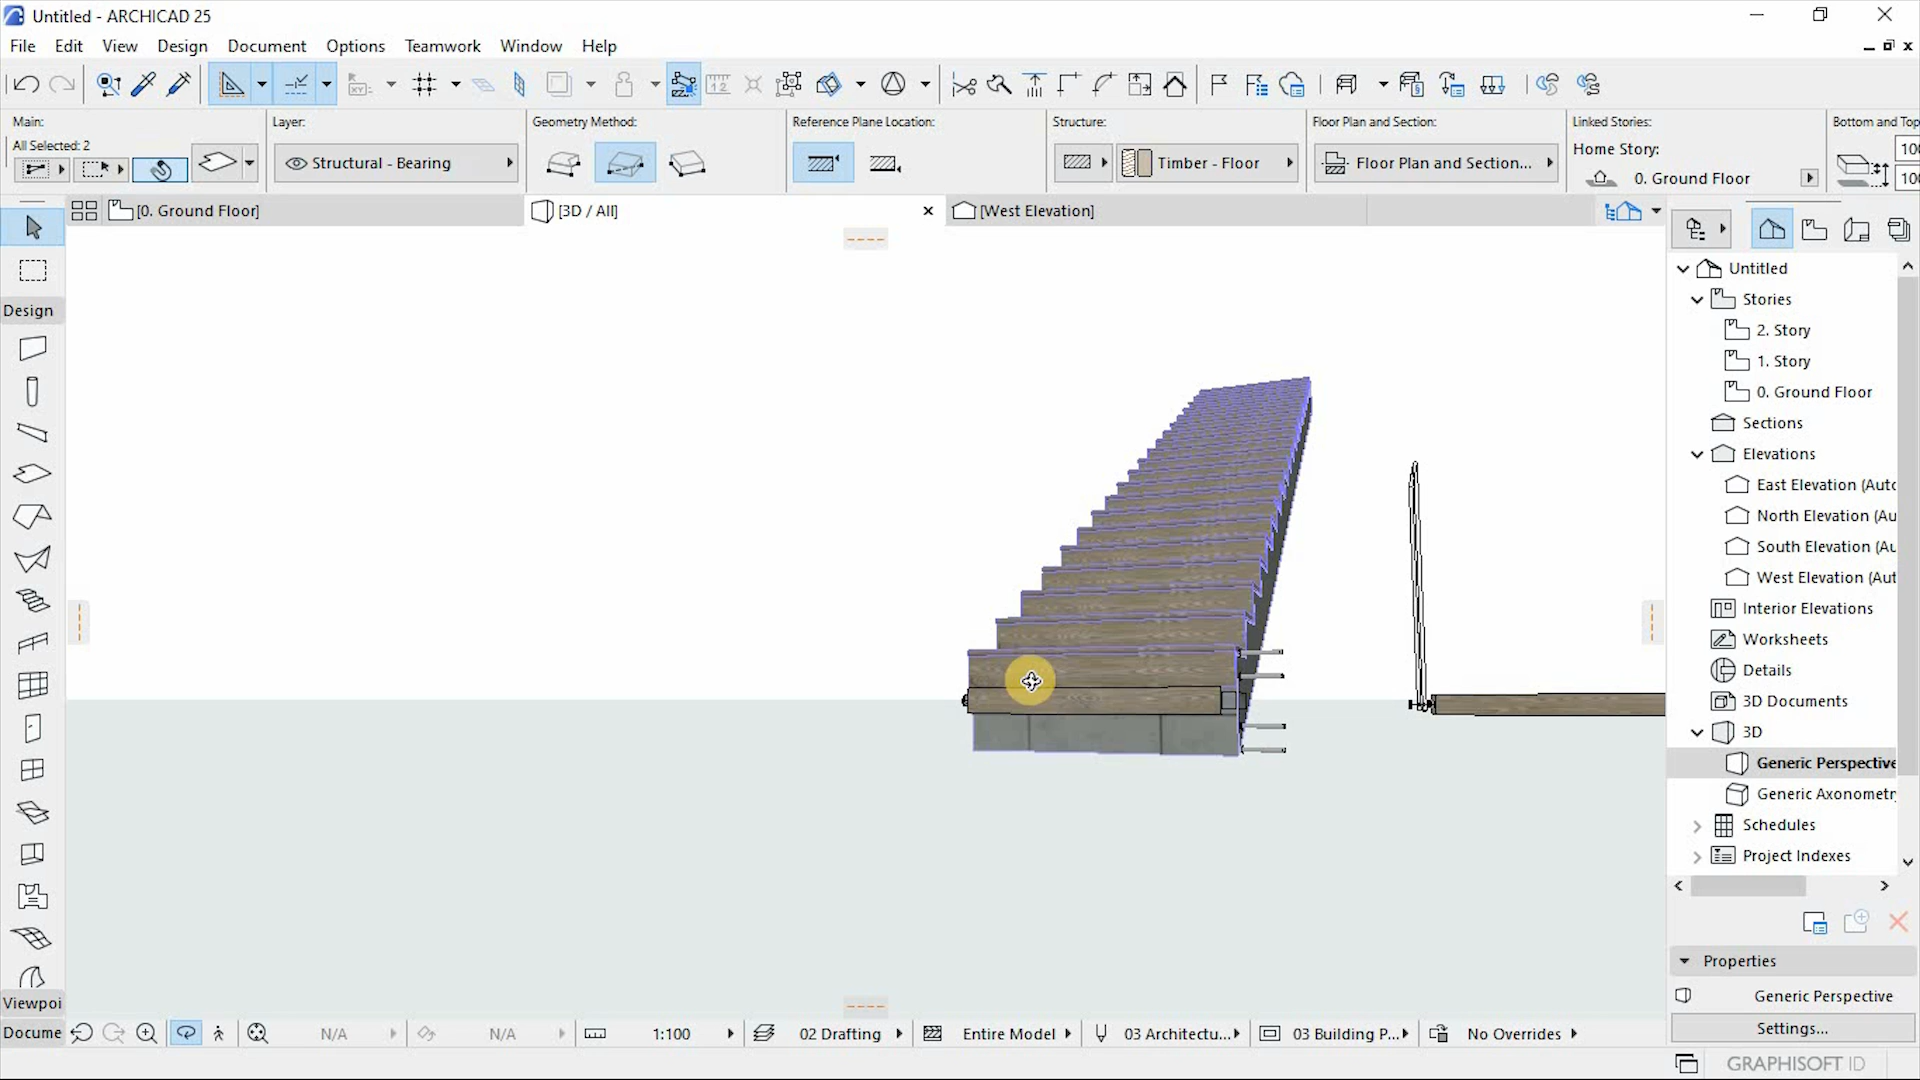 Untitled - ARCHICAD 25
File Edit View Design Document Options Teamwork Window Help
Main:
All Selected: 2
Layer:
Structural - Bearing
Geometry Method:
Reference Plane Location:
Structure:
Timber - Floor
Floor Plan and Section:
Floor Plan and Section...
Linked Stories:
Home Story:
0. Ground Floor
Bottom and Top
100
100
[0. Ground Floor]
[3D / All]
[West Elevation]
Design
Viewpoi
Docume
Untitled
Stories
2. Story
1. Story
0. Ground Floor
Sections
Elevations
East Elevation (Auto
North Elevation (Au
South Elevation (Au
West Elevation (Aut
Interior Elevations
Worksheets
Details
3D Documents
3D
Generic Perspective
Generic Axonometr
Schedules
Project Indexes
Properties
Generic Perspective
Settings...
N/A
N/A
1:100
02 Drafting
Entire Model
03 Architectu...
03 Building P...
No Overrides
GRAPHISOFT ID